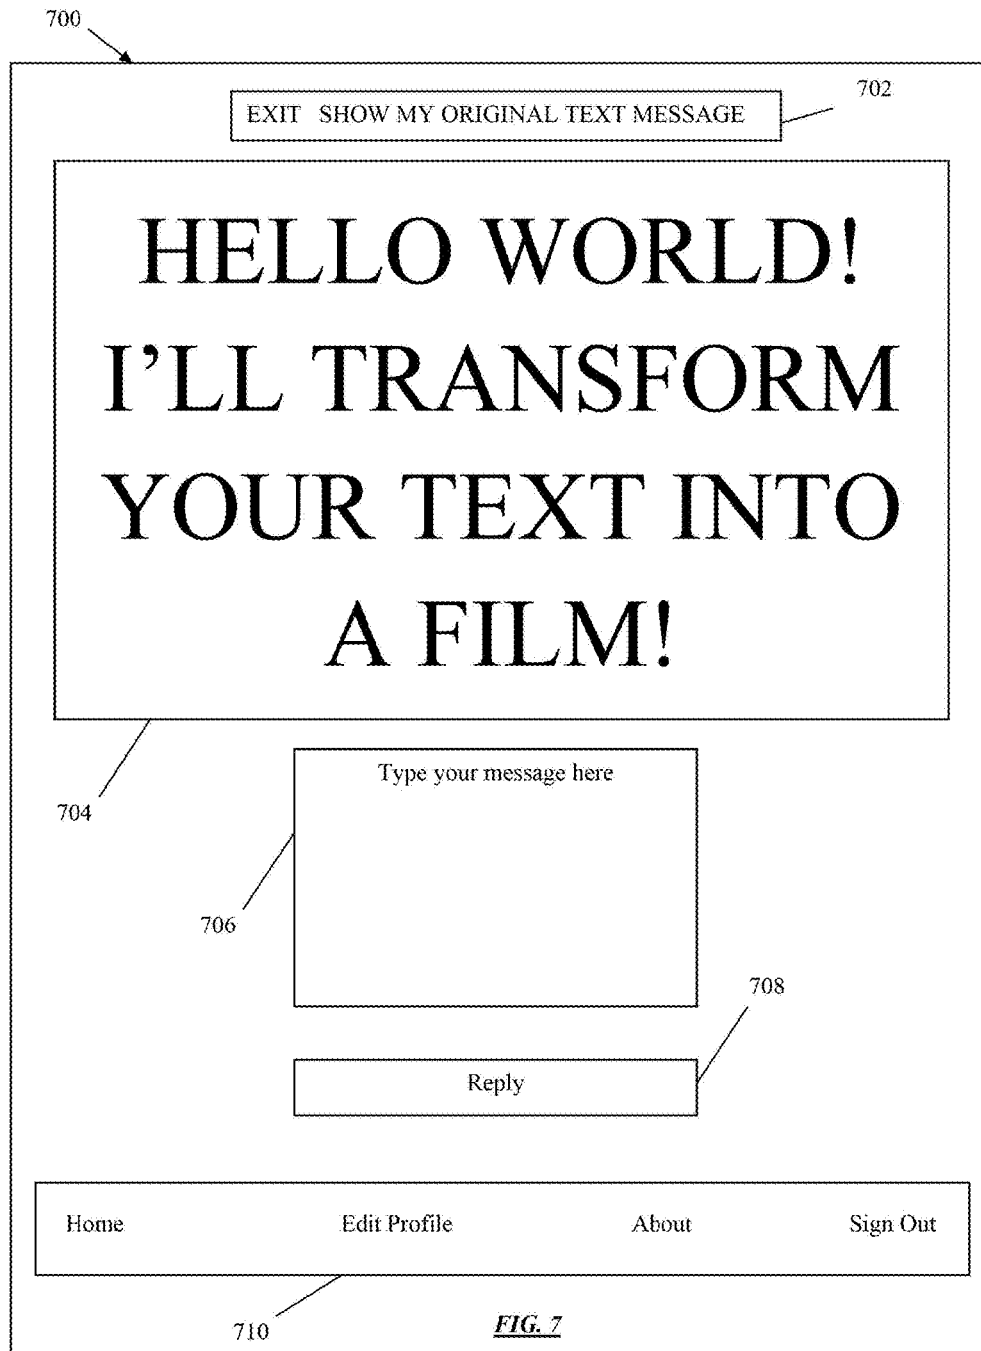 700
702
EXIT SHOW MY ORIGINAL TEXT MESSAGE
HELLO WORLD!
I’LL TRANSFORM
YOUR TEXT INTO
A FILM!
704
Type your message here
706
708
Reply
Home Edit Profile About Sign Out
710
FIG. 7